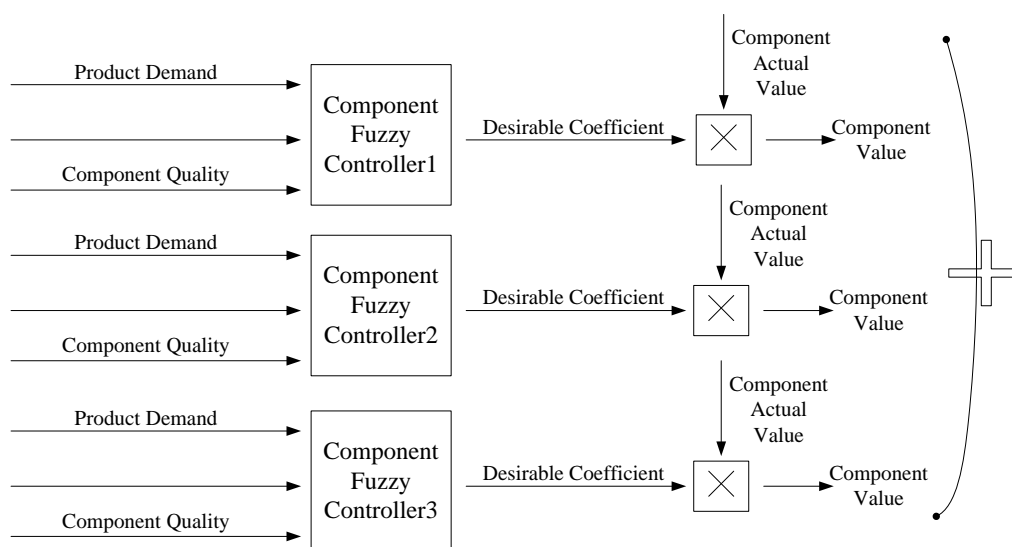 Product Demand
Component Quality
Component
Fuzzy
Controller1
Desirable Coefficient
Component
Actual
Value
Component
Value
Product Demand
Component Quality
Component
Fuzzy
Controller2
Desirable Coefficient
Component
Actual
Value
Component
Value
Product Demand
Component Quality
Component
Fuzzy
Controller3
Desirable Coefficient
Component
Actual
Value
Component
Value